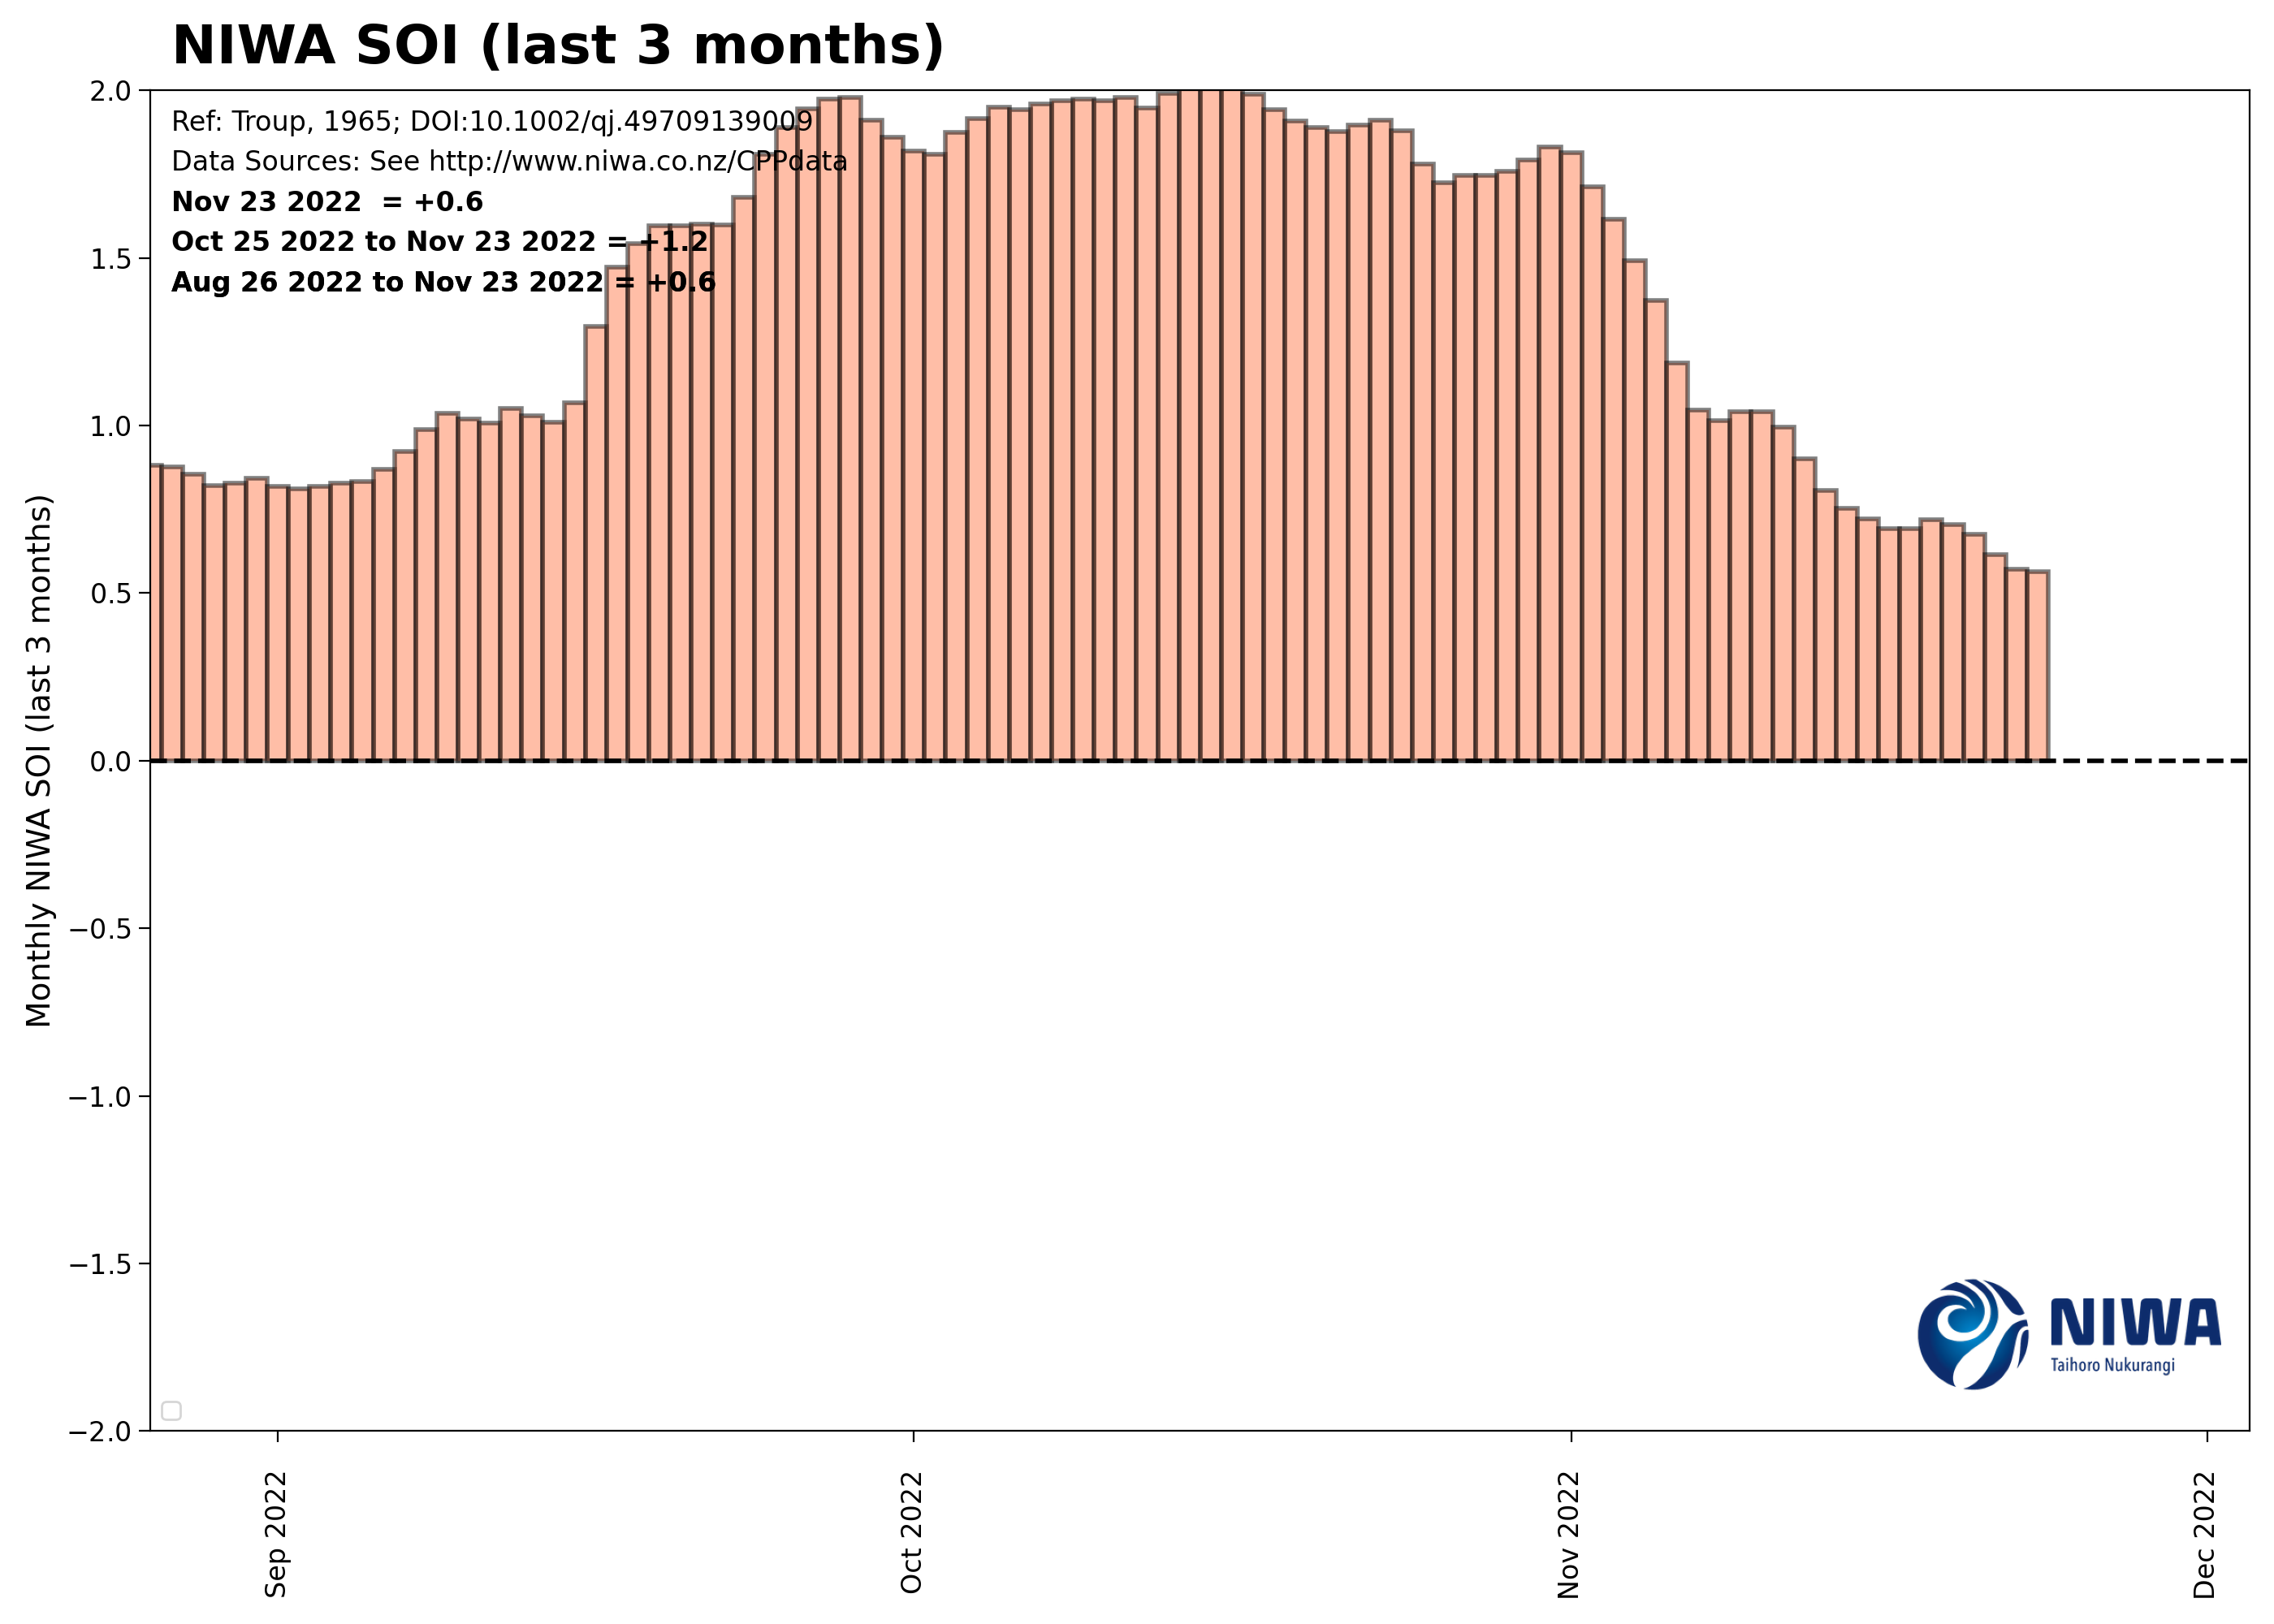 NIWA SOI (last 3 months)
Ref: Troup, 1965; DOI:10.1002/qj.49709139009
Data Sources: See http://www.niwa.co.nz/CPPdata
Nov 23 2022  = +0.6
Oct 25 2022 to Nov 23 2022 = +1.2
Aug 26 2022 to Nov 23 2022 = +0.6
Monthly NIWA SOI (last 3 months)
2.0
1.5
1.0
0.5
0.0
−0.5
−1.0
−1.5
−2.0
NIWA
Taihoro Nukurangi
Sep 2022
Oct 2022
Nov 2022
Dec 2022